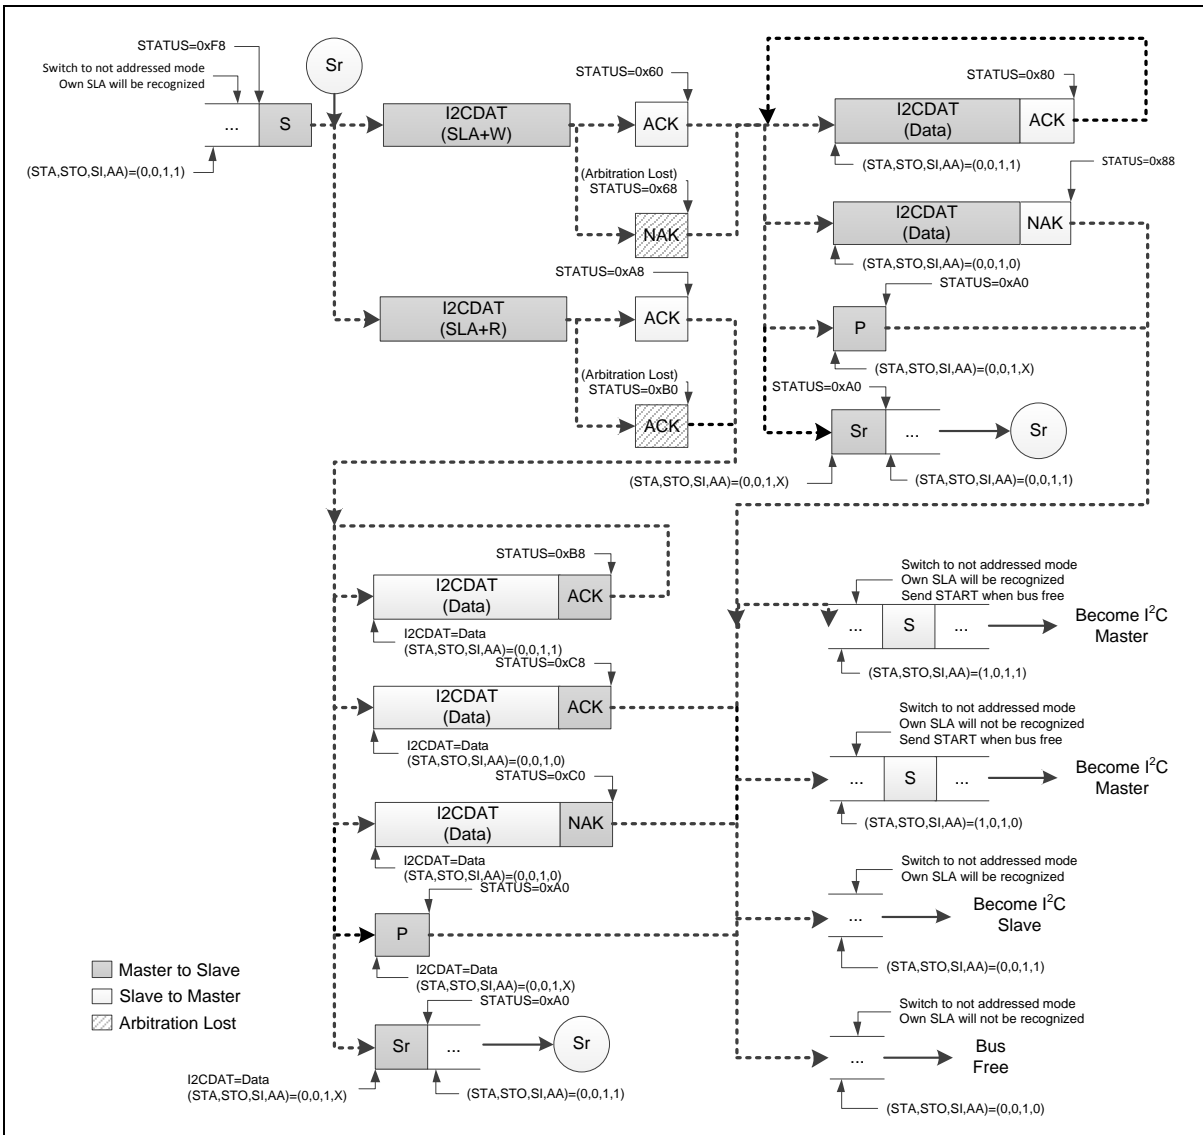 STATUS=0xF8
Switch to not addressed mode
Own SLA will be recognized
...
S
(STA,STO,SI,AA)=(0,0,1,1)
Sr
I2CDAT
(SLA+W)
STATUS=0x60
ACK
(Arbitration Lost)
STATUS=0x68
NAK
I2CDAT
(SLA+R)
STATUS=0xA8
ACK
(Arbitration Lost)
STATUS=0xB0
ACK
STATUS=0x80
I2CDAT
(Data)
ACK
(STA,STO,SI,AA)=(0,0,1,1)
STATUS=0x88
I2CDAT
(Data)
NAK
(STA,STO,SI,AA)=(0,0,1,0)
STATUS=0xA0
P
(STA,STO,SI,AA)=(0,0,1,X)
STATUS=0xA0
Sr
...
Sr
(STA,STO,SI,AA)=(0,0,1,X)
(STA,STO,SI,AA)=(0,0,1,1)
STATUS=0xB8
I2CDAT
(Data)
ACK
I2CDAT=Data
(STA,STO,SI,AA)=(0,0,1,1)
STATUS=0xC8
I2CDAT
(Data)
ACK
I2CDAT=Data
(STA,STO,SI,AA)=(0,0,1,0)
STATUS=0xC0
I2CDAT
(Data)
NAK
I2CDAT=Data
(STA,STO,SI,AA)=(0,0,1,0)
STATUS=0xA0
P
I2CDAT=Data
(STA,STO,SI,AA)=(0,0,1,X)
STATUS=0xA0
Sr
...
Sr
I2CDAT=Data
(STA,STO,SI,AA)=(0,0,1,X)
(STA,STO,SI,AA)=(0,0,1,1)
Switch to not addressed mode
Own SLA will be recognized
Send START when bus free
...
S
...
Become I²C
Master
(STA,STO,SI,AA)=(1,0,1,1)
Switch to not addressed mode
Own SLA will not be recognized
Send START when bus free
...
S
...
Become I²C
Master
(STA,STO,SI,AA)=(1,0,1,0)
Switch to not addressed mode
Own SLA will be recognized
...
Become I²C
Slave
(STA,STO,SI,AA)=(0,0,1,1)
Switch to not addressed mode
Own SLA will not be recognized
...
Bus
Free
(STA,STO,SI,AA)=(0,0,1,0)
Master to Slave
Slave to Master
Arbitration Lost